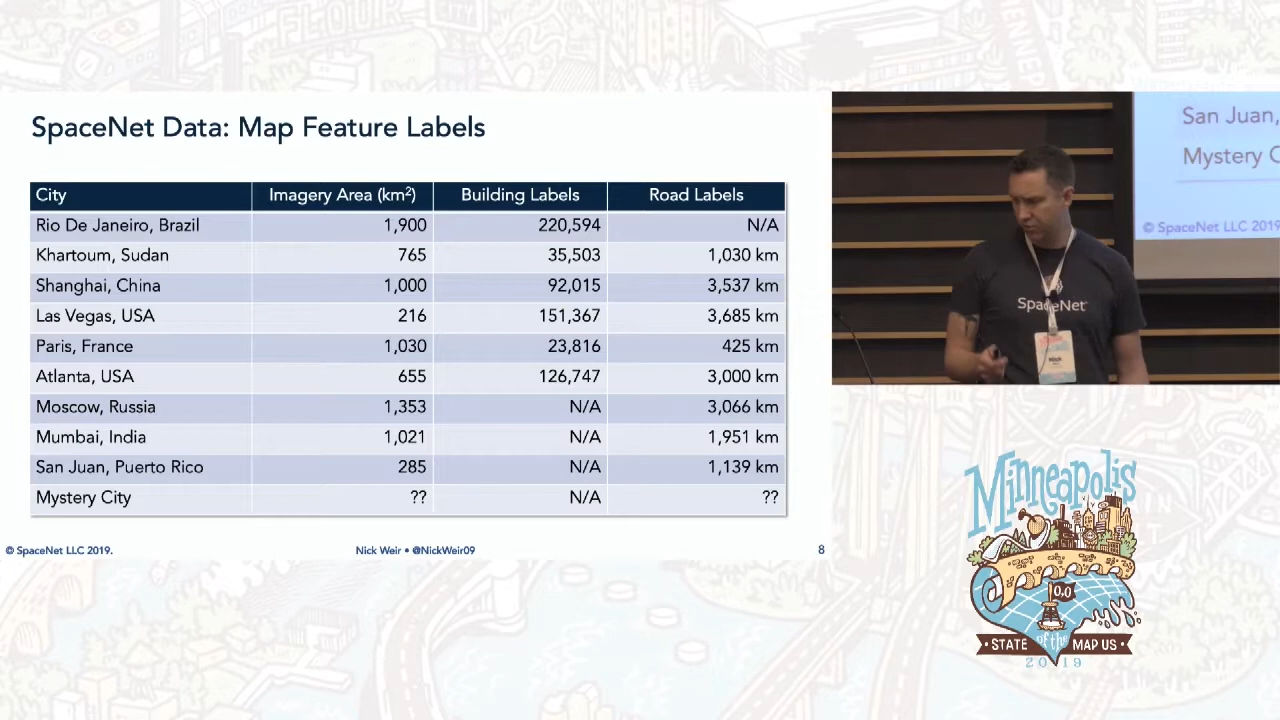 SpaceNet Data: Map Feature Labels
City Imagery Area (km²) Building Labels Road Labels
Rio De Janeiro, Brazil 1,900 220,594 N/A
Khartoum, Sudan 765 35,503 1,030 km
Shanghai, China 1,000 92,015 3,537 km
Las Vegas, USA 216 151,367 3,685 km
Paris, France 1,030 23,816 425 km
Atlanta, USA 655 126,747 3,000 km
Moscow, Russia 1,353 N/A 3,066 km
Mumbai, India 1,021 N/A 1,951 km
San Juan, Puerto Rico 285 N/A 1,139 km
Mystery City ?? N/A ??
© SpaceNet LLC 2019. Nick Weir • @NickWeir09 8
San Juan,
Mystery C
© SpaceNet LLC 2019
SpaceNet
Nick
Minneapolis
0,0
• STATE of the MAP US •
2019